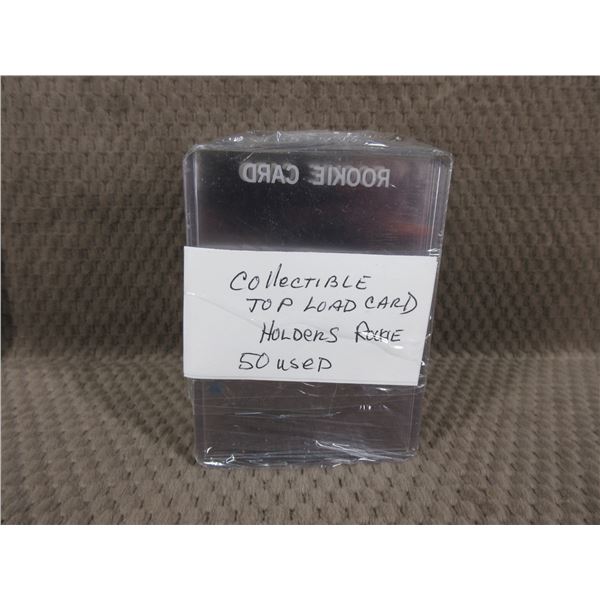 ROOKIE CARD
COllECTIBLE
TOP LOAD CARD
HOLDERS ROOKIE
50 USED